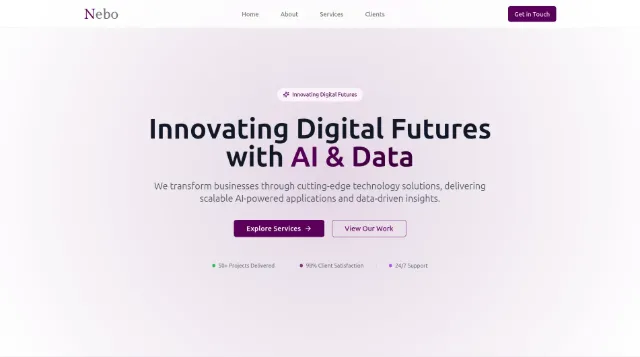 Nebo
Home
About
Services
Clients
Get in Touch
Innovating Digital Futures
Innovating Digital Futures
with AI & Data
We transform businesses through cutting-edge technology solutions, delivering
scalable AI-powered applications and data-driven insights.
Explore Services →
View Our Work
50+ Projects Delivered
99% Client Satisfaction
24/7 Support